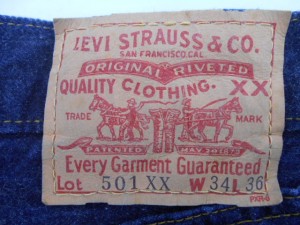 LEVI STRAUSS & CO.
SAN FRANCISCO, CAL.
ORIGINAL RIVETED
QUALITY CLOTHING. XX
TRADE MARK
PATENTED MAY 20 1873
Every Garment Guaranteed
Lot 501 XX W 34 L 36